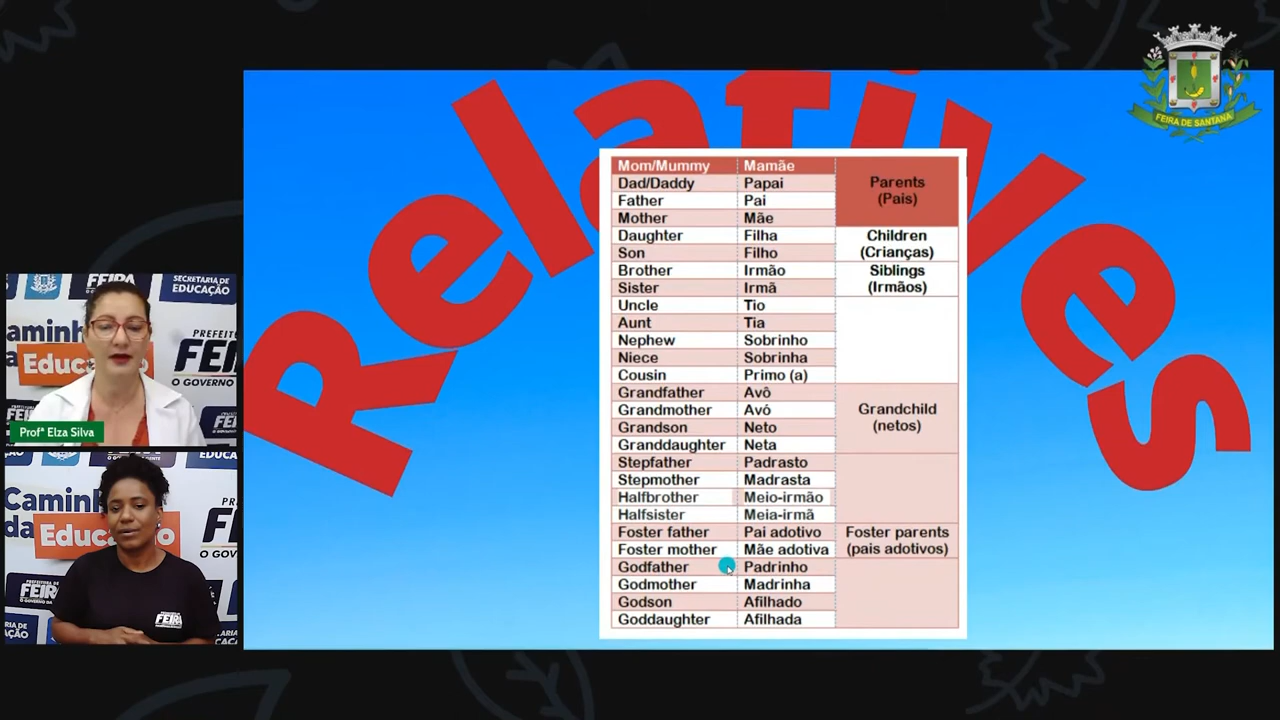 FEIRA DE SANTANA
Relatives
Mom/Mummy Mamãe
Dad/Daddy Papai
Father Pai
Mother Mãe
Parents
(Pais)
Daughter Filha
Son Filho
Children
(Crianças)
Brother Irmão
Sister Irmã
Siblings
(Irmãos)
Uncle Tio
Aunt Tia
Nephew Sobrinho
Niece Sobrinha
Cousin Primo (a)
Grandfather Avô
Grandmother Avó
Grandson Neto
Granddaughter Neta
Grandchild
(netos)
Stepfather Padrasto
Stepmother Madrasta
Halfbrother Meio-irmão
Halfsister Meia-irmã
Foster father Pai adotivo
Foster mother Mãe adotiva
Foster parents
(pais adotivos)
Godfather Padrinho
Godmother Madrinha
Godson Afilhado
Goddaughter Afilhada
FEIRA
SECRETARIA DE
EDUCAÇÃO
Educação
O GOVERNO
Profª Elza Silva
Caminh
da
Educa
FEIRA